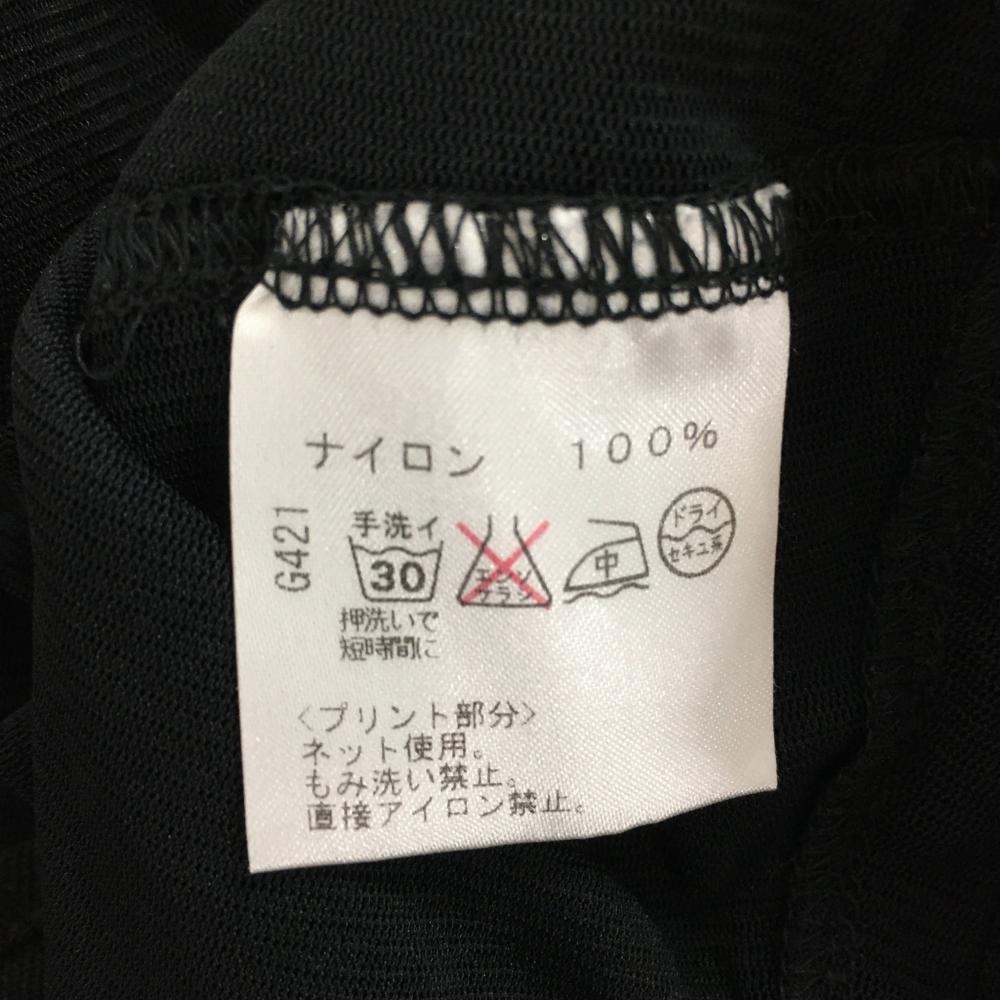 ナイロン 100%
G421
手洗イ
30
エンソ
サラシ
中
ドライ
セキユ系
押洗いで
短時間に
〈プリント部分〉
ネット使用。
もみ洗い禁止。
直接アイロン禁止。